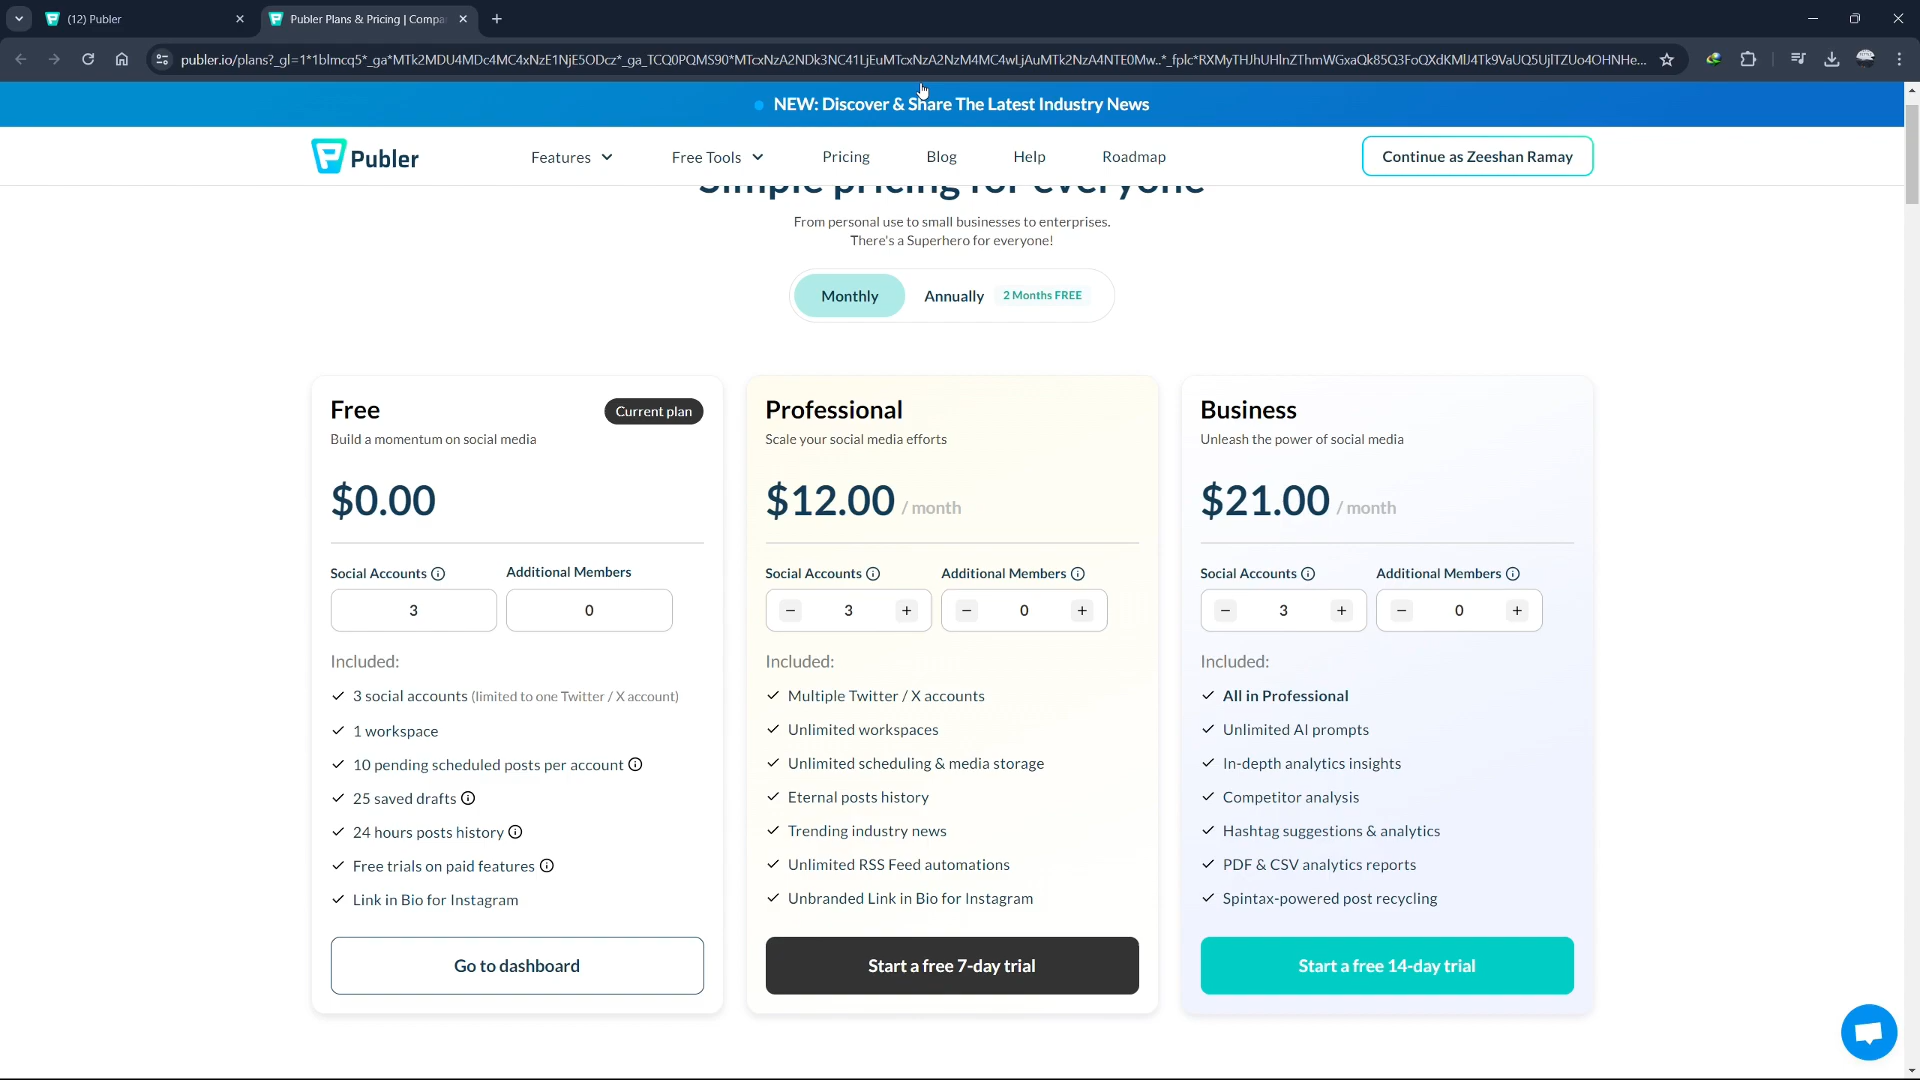 (12) Publer
Publer Plans & Pricing | Compa
publer.io/plans?_gl=1*1blmcq5*_ga*MTk2MDU4MDc4MC4xNzE1NjE5ODcz*_ga_TCQ0PQMS90*
NEW: Discover & Share The Latest Industry News
Publer
Features
Free Tools
Pricing
Blog
Help
Roadmap
Continue as Zeeshan Ramay
Simple pricing for everyone
From personal use to small businesses to enterprises.
There's a Superhero for everyone!
Monthly
Annually 2 Months FREE
Free
Current plan
Build a momentum on social media
$0.00
Social Accounts
Additional Members
3
0
Included:
3 social accounts (limited to one Twitter / X account)
1 workspace
10 pending scheduled posts per account
25 saved drafts
24 hours posts history
Free trials on paid features
Link in Bio for Instagram
Go to dashboard
Professional
Scale your social media efforts
$12.00 / month
Social Accounts
Additional Members
− 3 +
− 0 +
Included:
Multiple Twitter / X accounts
Unlimited workspaces
Unlimited scheduling & media storage
Eternal posts history
Trending industry news
Unlimited RSS Feed automations
Unbranded Link in Bio for Instagram
Start a free 7-day trial
Business
Unleash the power of social media
$21.00 / month
Social Accounts
Additional Members
− 3 +
− 0 +
Included:
All in Professional
Unlimited AI prompts
In-depth analytics insights
Competitor analysis
Hashtag suggestions & analytics
PDF & CSV analytics reports
Spintax-powered post recycling
Start a free 14-day trial